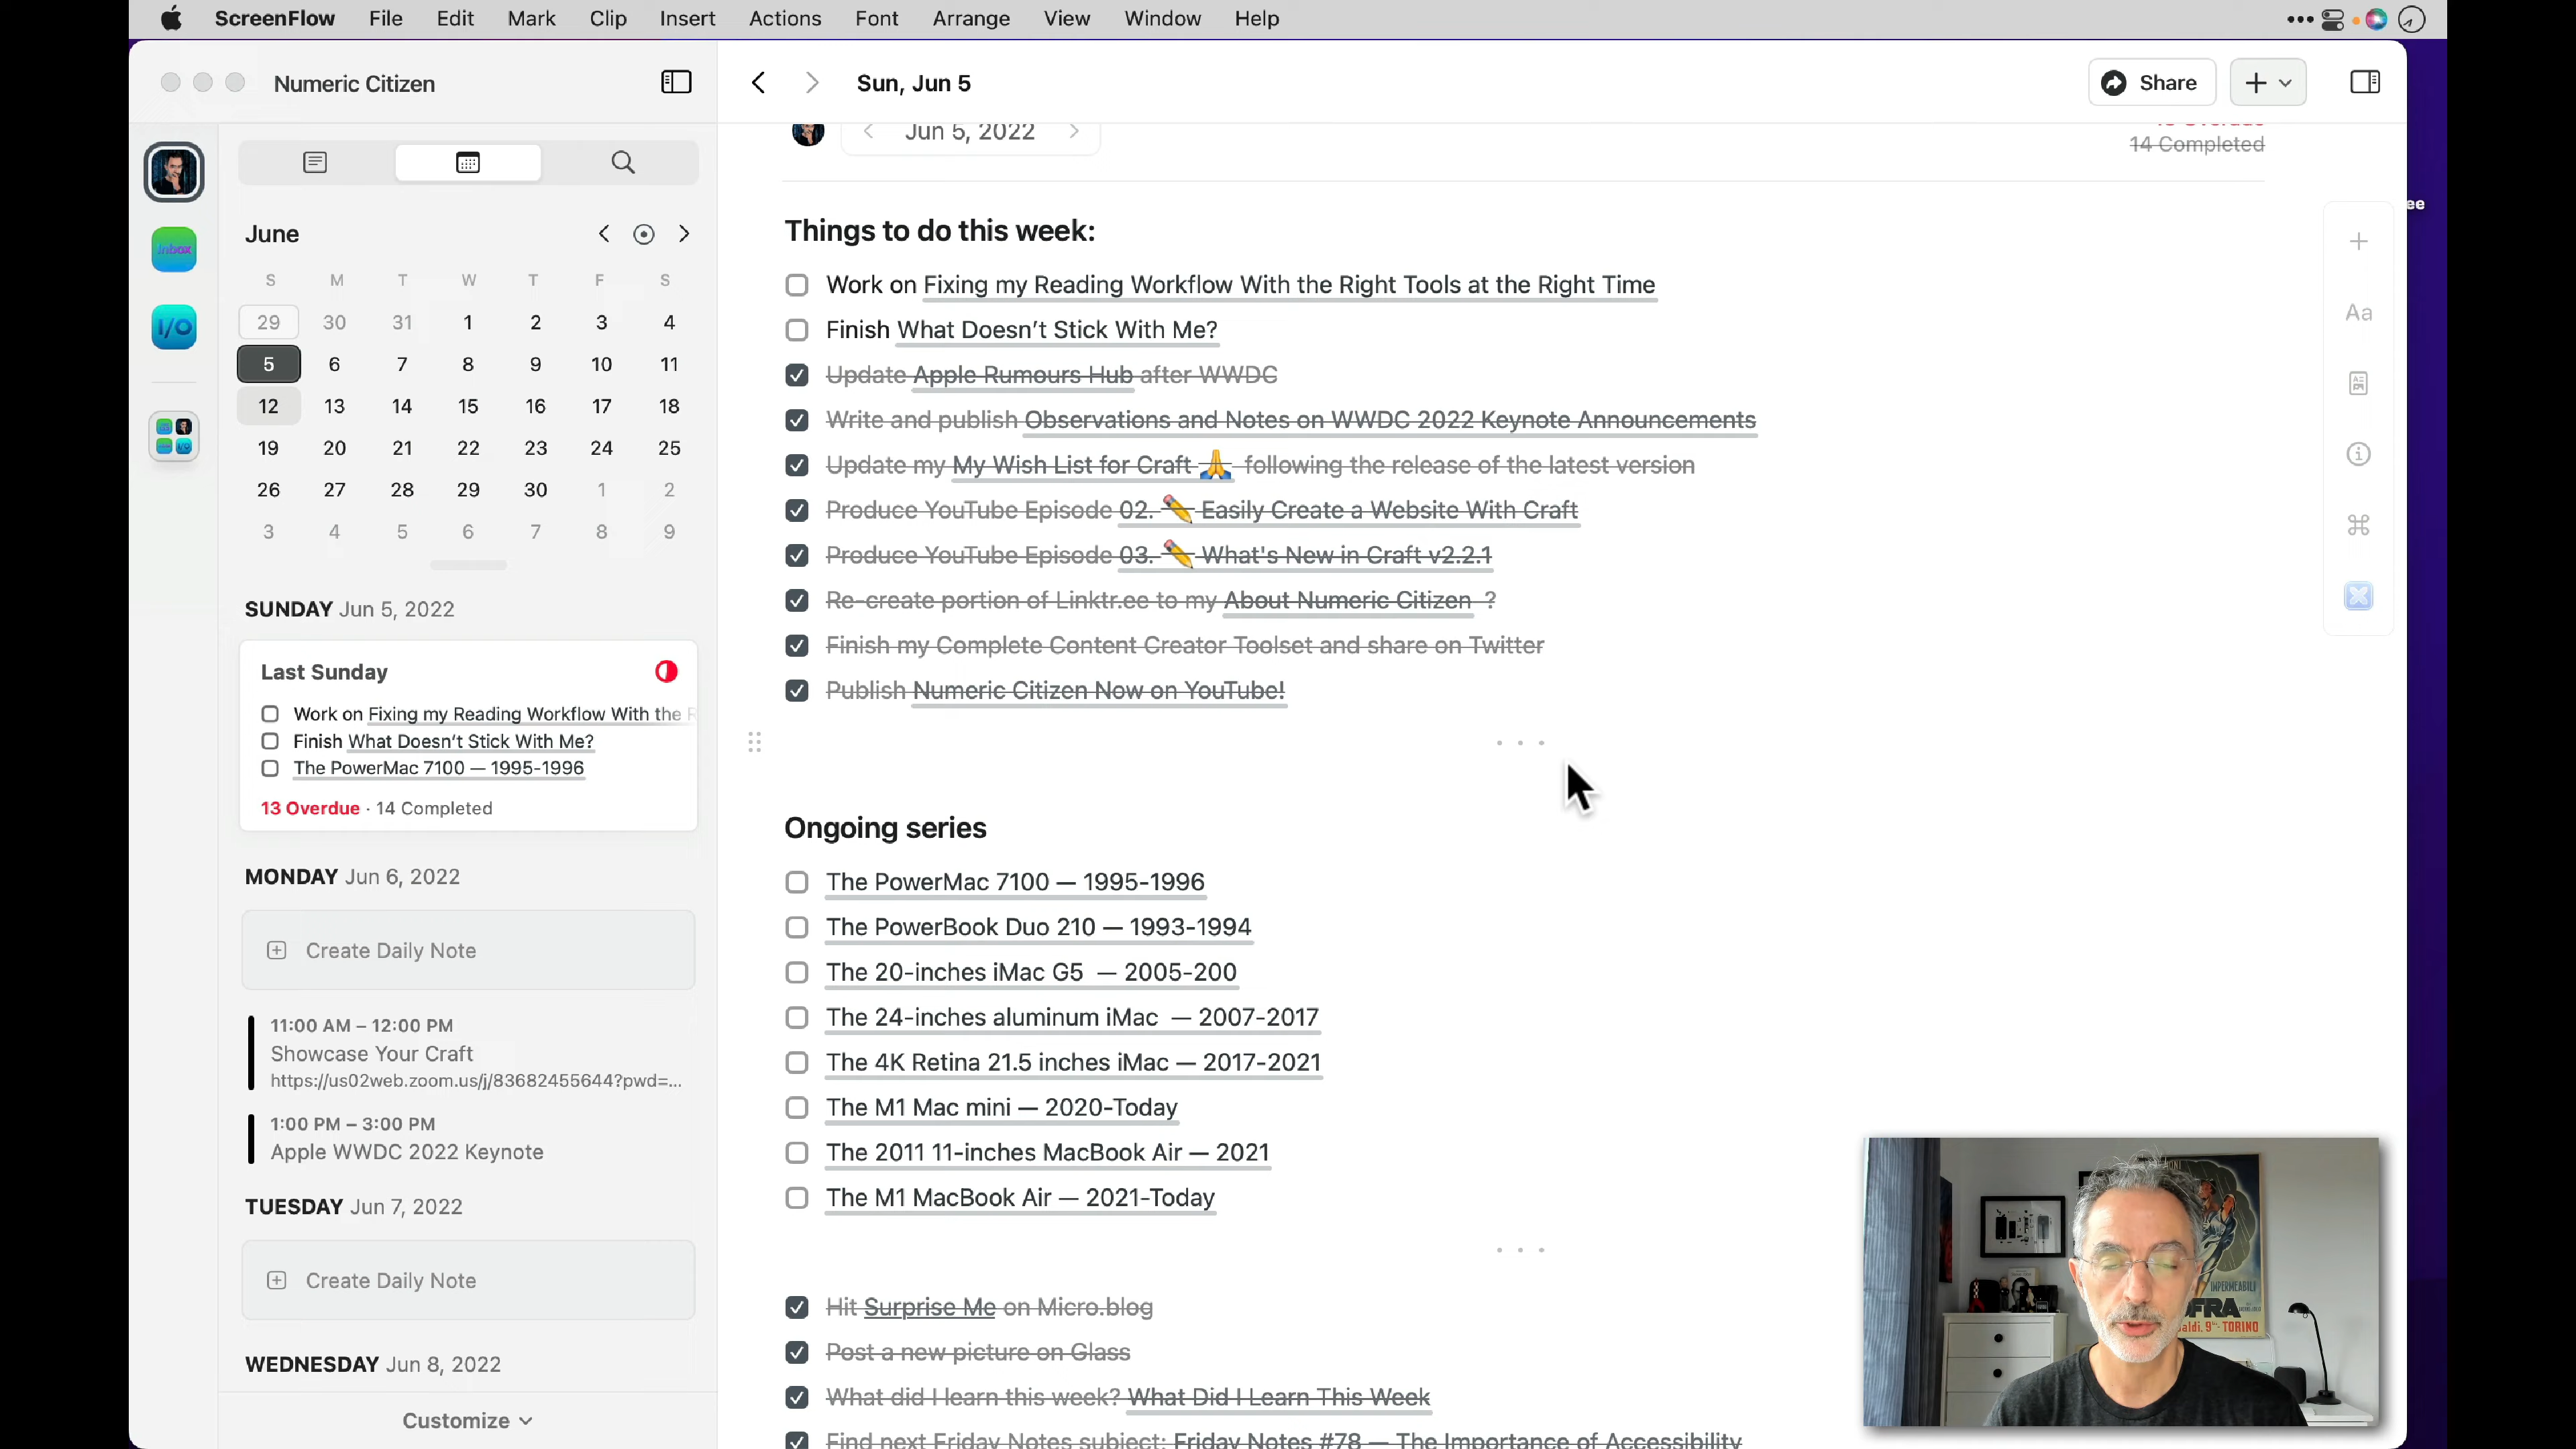 ScreenFlow File Edit Mark Clip Insert Actions Font Arrange View Window Help
Numeric Citizen
Sun, Jun 5
Share
Inbox
I/O
June
S M T W T F S
29 30 31 1 2 3 4
5 6 7 8 9 10 11
12 13 14 15 16 17 18
19 20 21 22 23 24 25
26 27 28 29 30 1 2
3 4 5 6 7 8 9
SUNDAY Jun 5, 2022
Last Sunday
Work on Fixing my Reading Workflow With the
Finish What Doesn't Stick With Me?
The PowerMac 7100 — 1995-1996
13 Overdue · 14 Completed
MONDAY Jun 6, 2022
Create Daily Note
11:00 AM – 12:00 PM
Showcase Your Craft
https://us02web.zoom.us/j/83682455644?pwd=...
1:00 PM – 3:00 PM
Apple WWDC 2022 Keynote
TUESDAY Jun 7, 2022
Create Daily Note
WEDNESDAY Jun 8, 2022
Customize
Jun 5, 2022
14 Completed
Things to do this week:
Work on Fixing my Reading Workflow With the Right Tools at the Right Time
Finish What Doesn't Stick With Me?
Update Apple Rumours Hub after WWDC
Write and publish Observations and Notes on WWDC 2022 Keynote Announcements
Update my My Wish List for Craft 🙏 following the release of the latest version
Produce YouTube Episode 02. ✏️ Easily Create a Website With Craft
Produce YouTube Episode 03. ✏️ What's New in Craft v2.2.1
Re-create portion of Linktr.ee to my About Numeric Citizen ?
Finish my Complete Content Creator Toolset and share on Twitter
Publish Numeric Citizen Now on YouTube!
Ongoing series
The PowerMac 7100 — 1995-1996
The PowerBook Duo 210 — 1993-1994
The 20-inches iMac G5 — 2005-200
The 24-inches aluminum iMac — 2007-2017
The 4K Retina 21.5 inches iMac — 2017-2021
The M1 Mac mini — 2020-Today
The 2011 11-inches MacBook Air — 2021
The M1 MacBook Air — 2021-Today
Hit Surprise Me on Micro.blog
Post a new picture on Glass
What did I learn this week? What Did I Learn This Week
Find next Friday Notes subject: Friday Notes #78 — The Importance of Accessibility
Aa
ee
IMPERMEABILI
TORINO